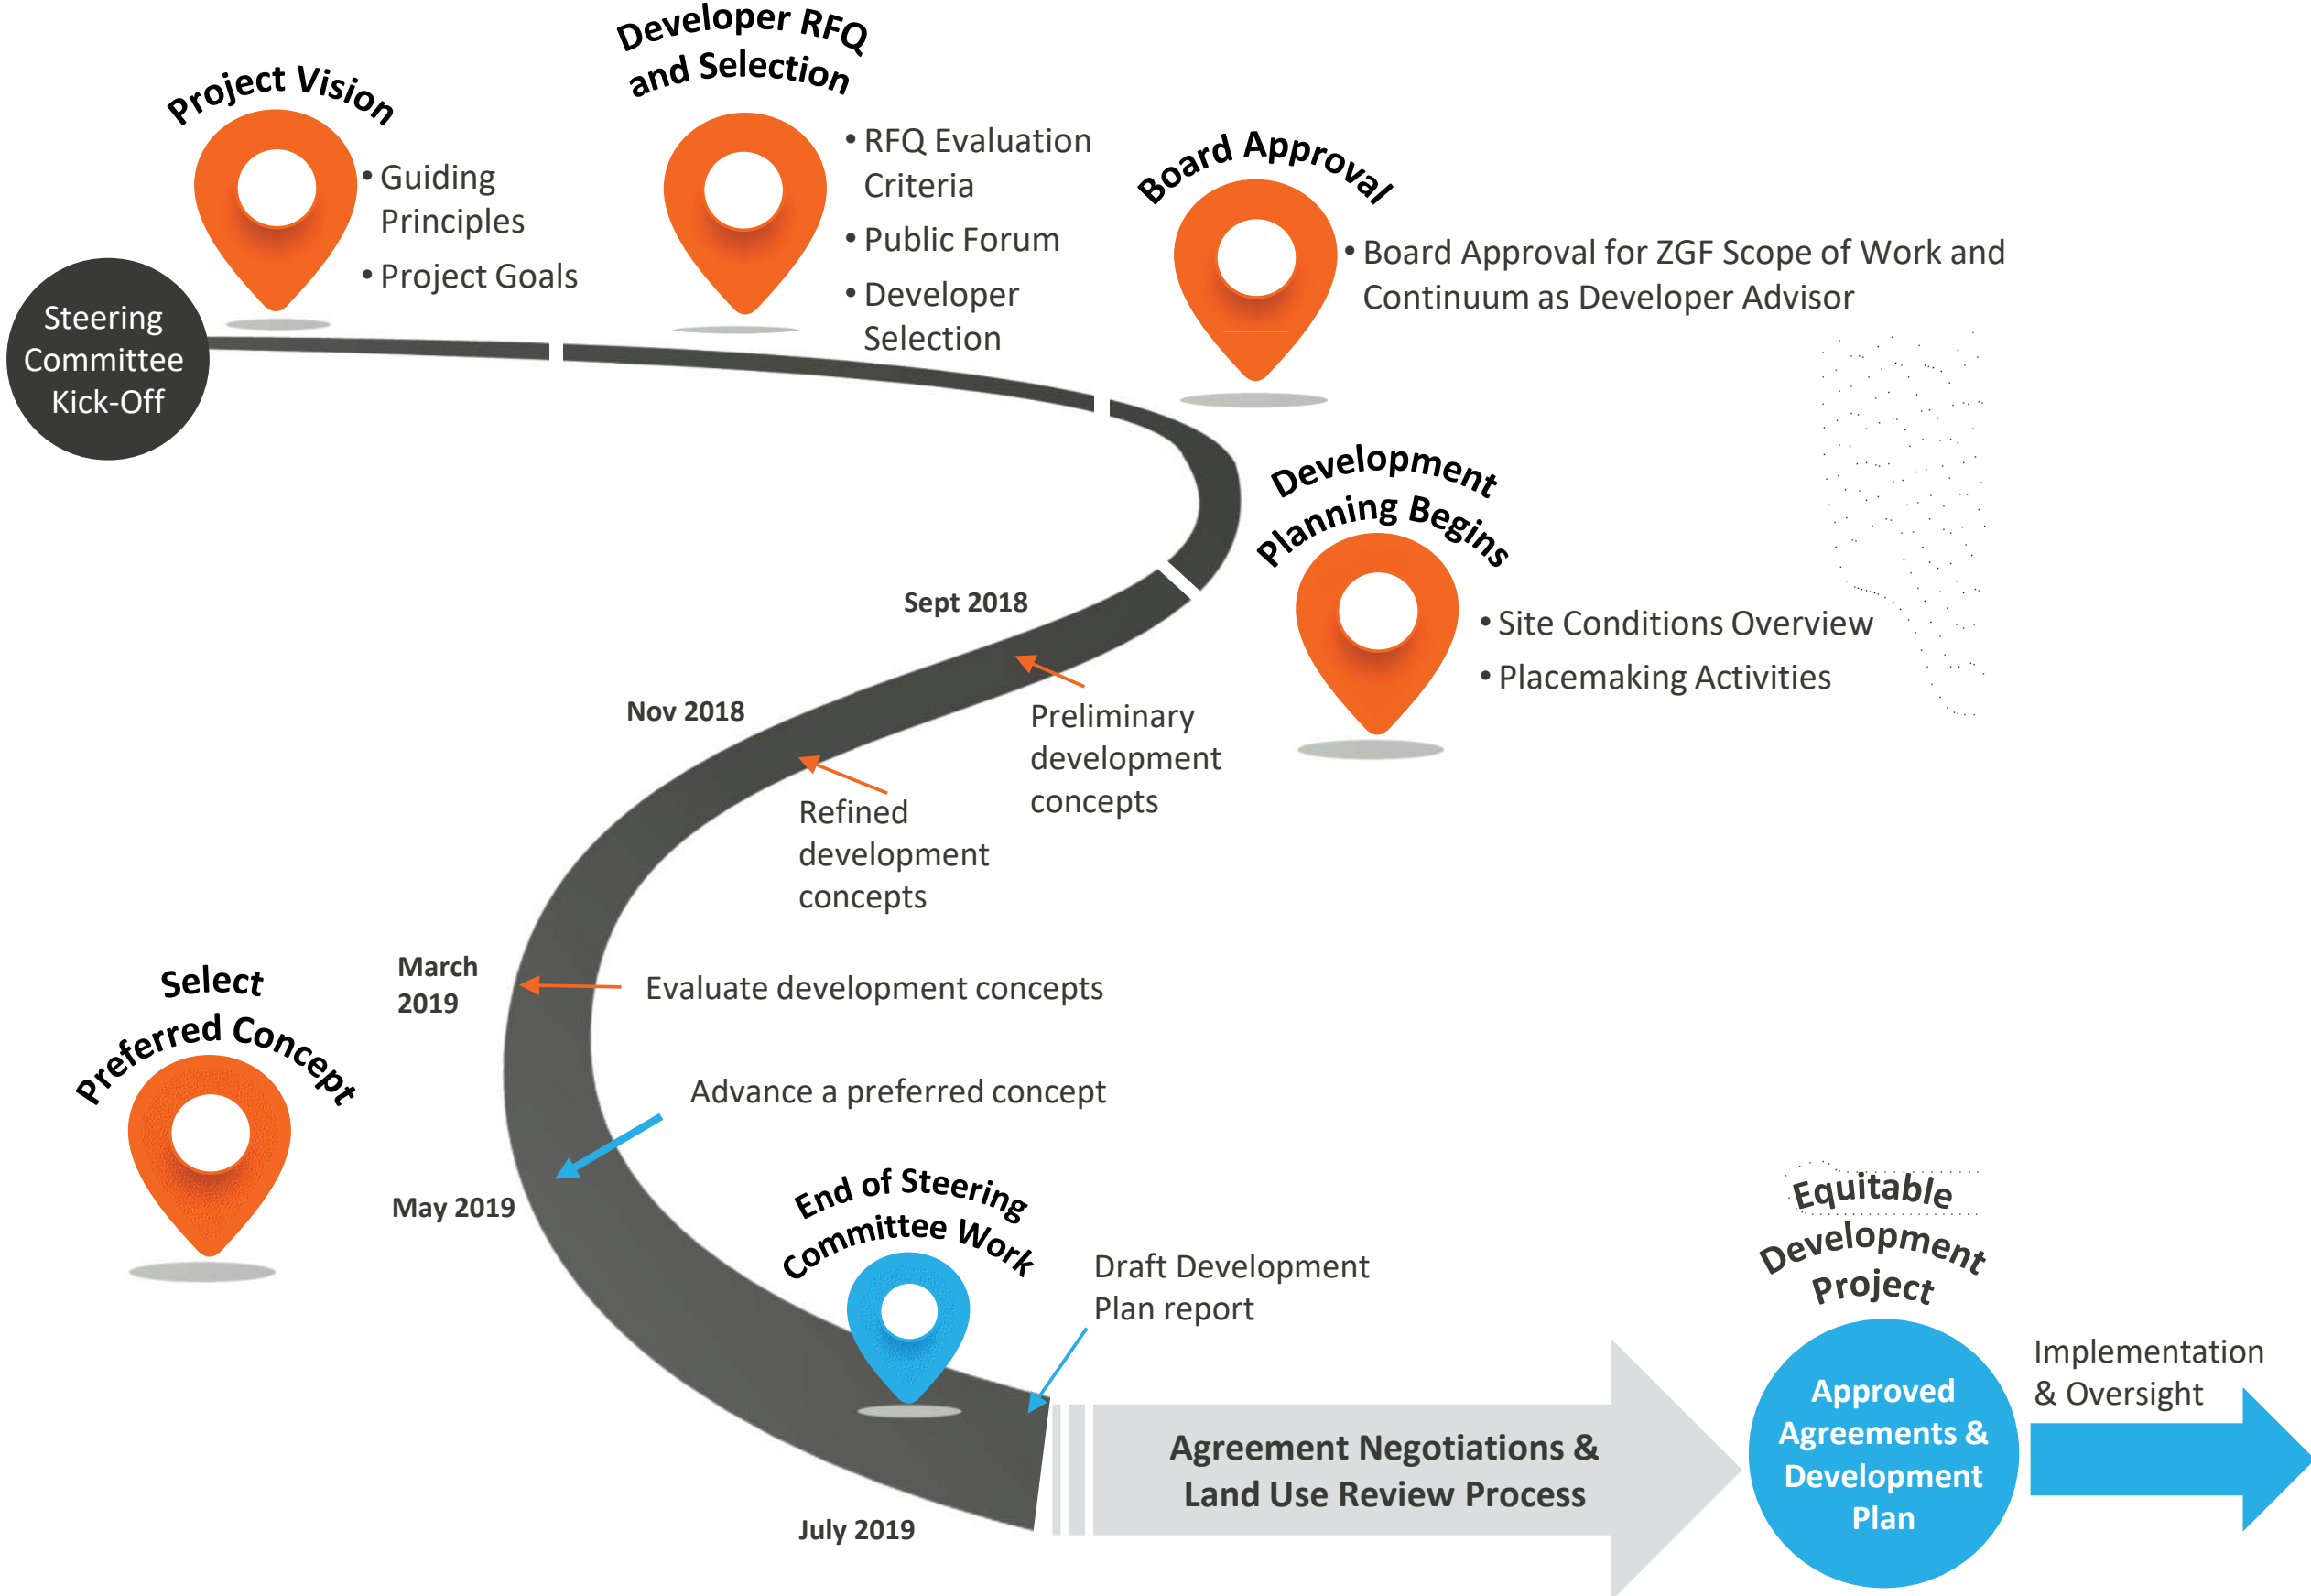 Steering
Committee
Kick-Off
Project Vision
• Guiding
Principles
• Project Goals
Developer RFQ
and Selection
• RFQ Evaluation
Criteria
• Public Forum
• Developer
Selection
Board Approval
• Board Approval for ZGF Scope of Work and
Continuum as Developer Advisor
Development
Planning Begins
• Site Conditions Overview
• Placemaking Activities
Sept 2018
Preliminary
development
concepts
Nov 2018
Refined
development
concepts
March
2019
Evaluate development concepts
Select
Preferred Concept
Advance a preferred concept
May 2019
End of Steering
Committee Work
Draft Development
Plan report
July 2019
Agreement Negotiations &
Land Use Review Process
Equitable
Development
Project
Approved
Agreements &
Development
Plan
Implementation
& Oversight